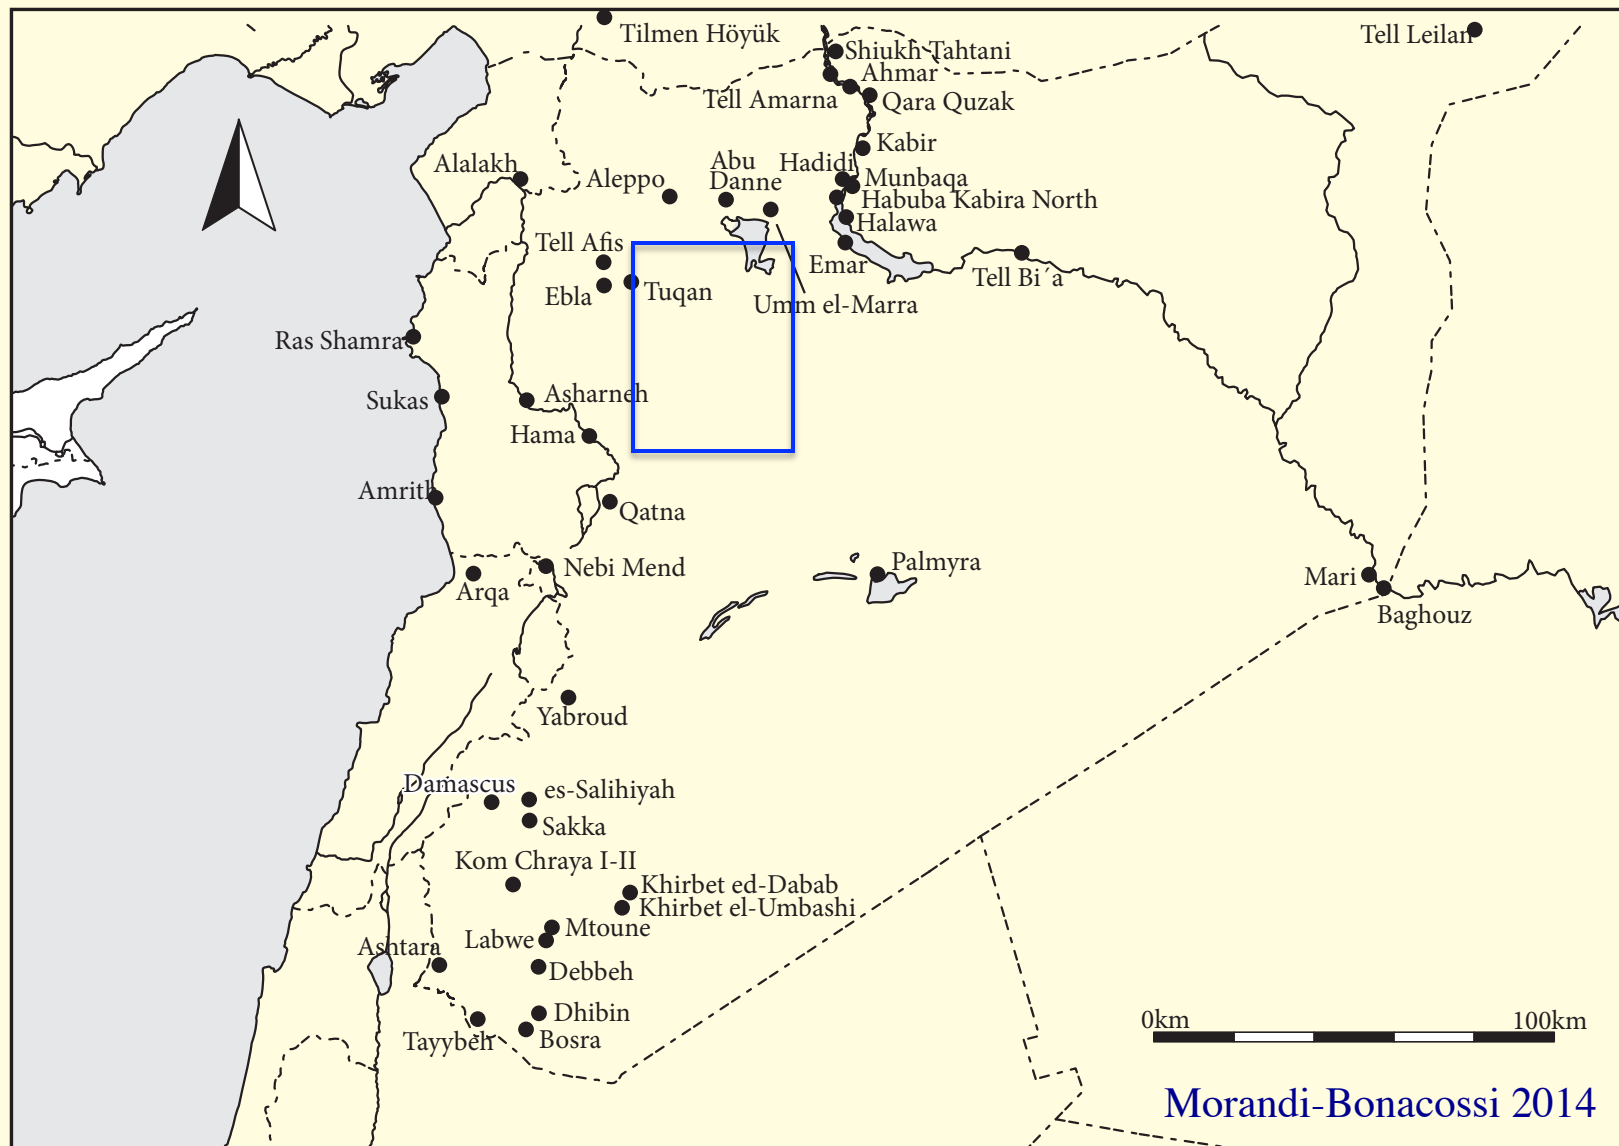 Tilmen Höyük
Tell Leilan
Shiukh Tahtani
Ahmar
Tell Amarna
Qara Quzak
Kabir
Abu
Danne
Hadidi
Alalakh
Aleppo
Munbaqa
Habuba Kabira North
Halawa
Tell Afis
Emar
Tell Bi´a
Ebla
Tuqan
Umm el-Marra
Ras Shamra
Sukas
Asharneh
Hama
Amrith
Qatna
Palmyra
Nebi Mend
Arqa
Mari
Baghouz
Yabroud
Damascus
es-Salihiyah
Sakka
Kom Chraya I-II
Khirbet ed-Dabab
Khirbet el-Umbashi
Mtoune
Labwe
Ashtara
Debbeh
Dhibin
Tayybeh
Bosra
0km
100km
Morandi-Bonacossi 2014